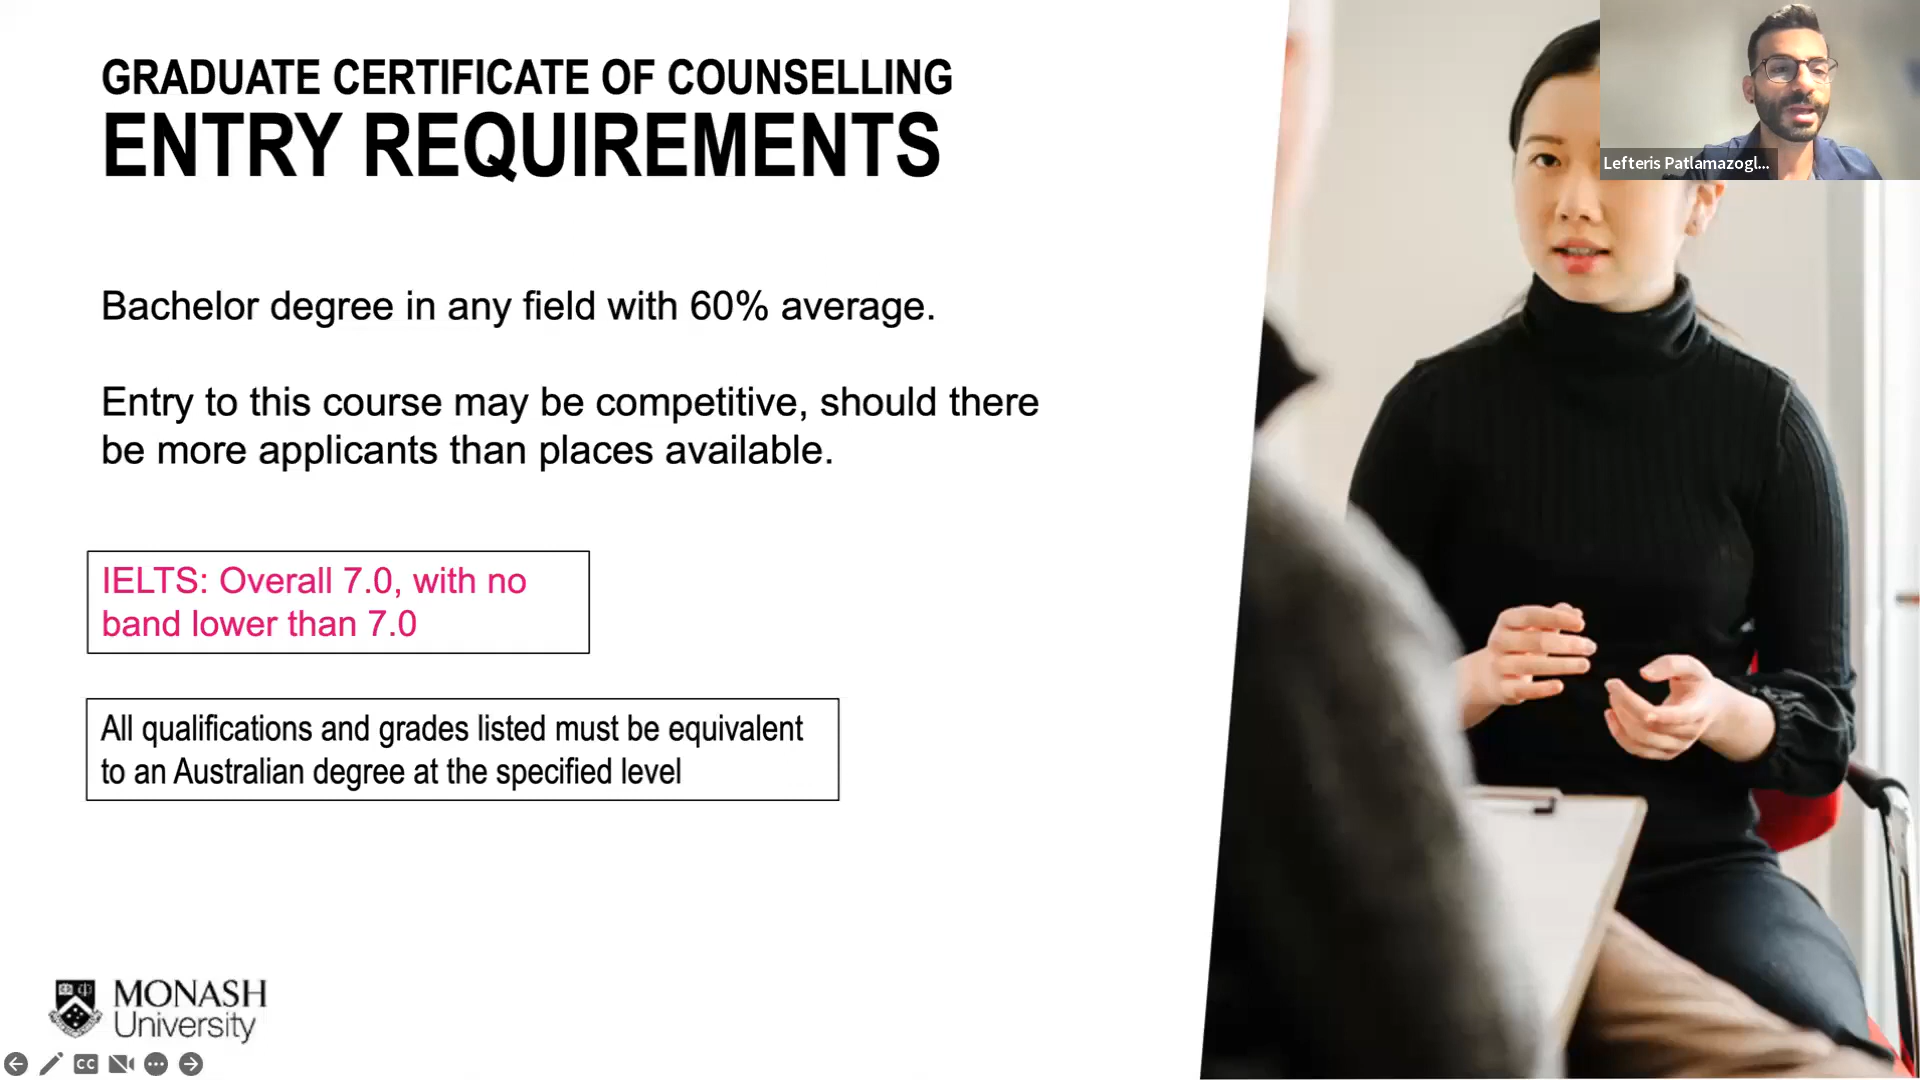 GRADUATE CERTIFICATE OF COUNSELLING
ENTRY REQUIREMENTS
Bachelor degree in any field with 60% average.
Entry to this course may be competitive, should there
be more applicants than places available.
IELTS: Overall 7.0, with no
band lower than 7.0
All qualifications and grades listed must be equivalent
to an Australian degree at the specified level
MONASH
University
CC
Lefteris Patlamazogl...